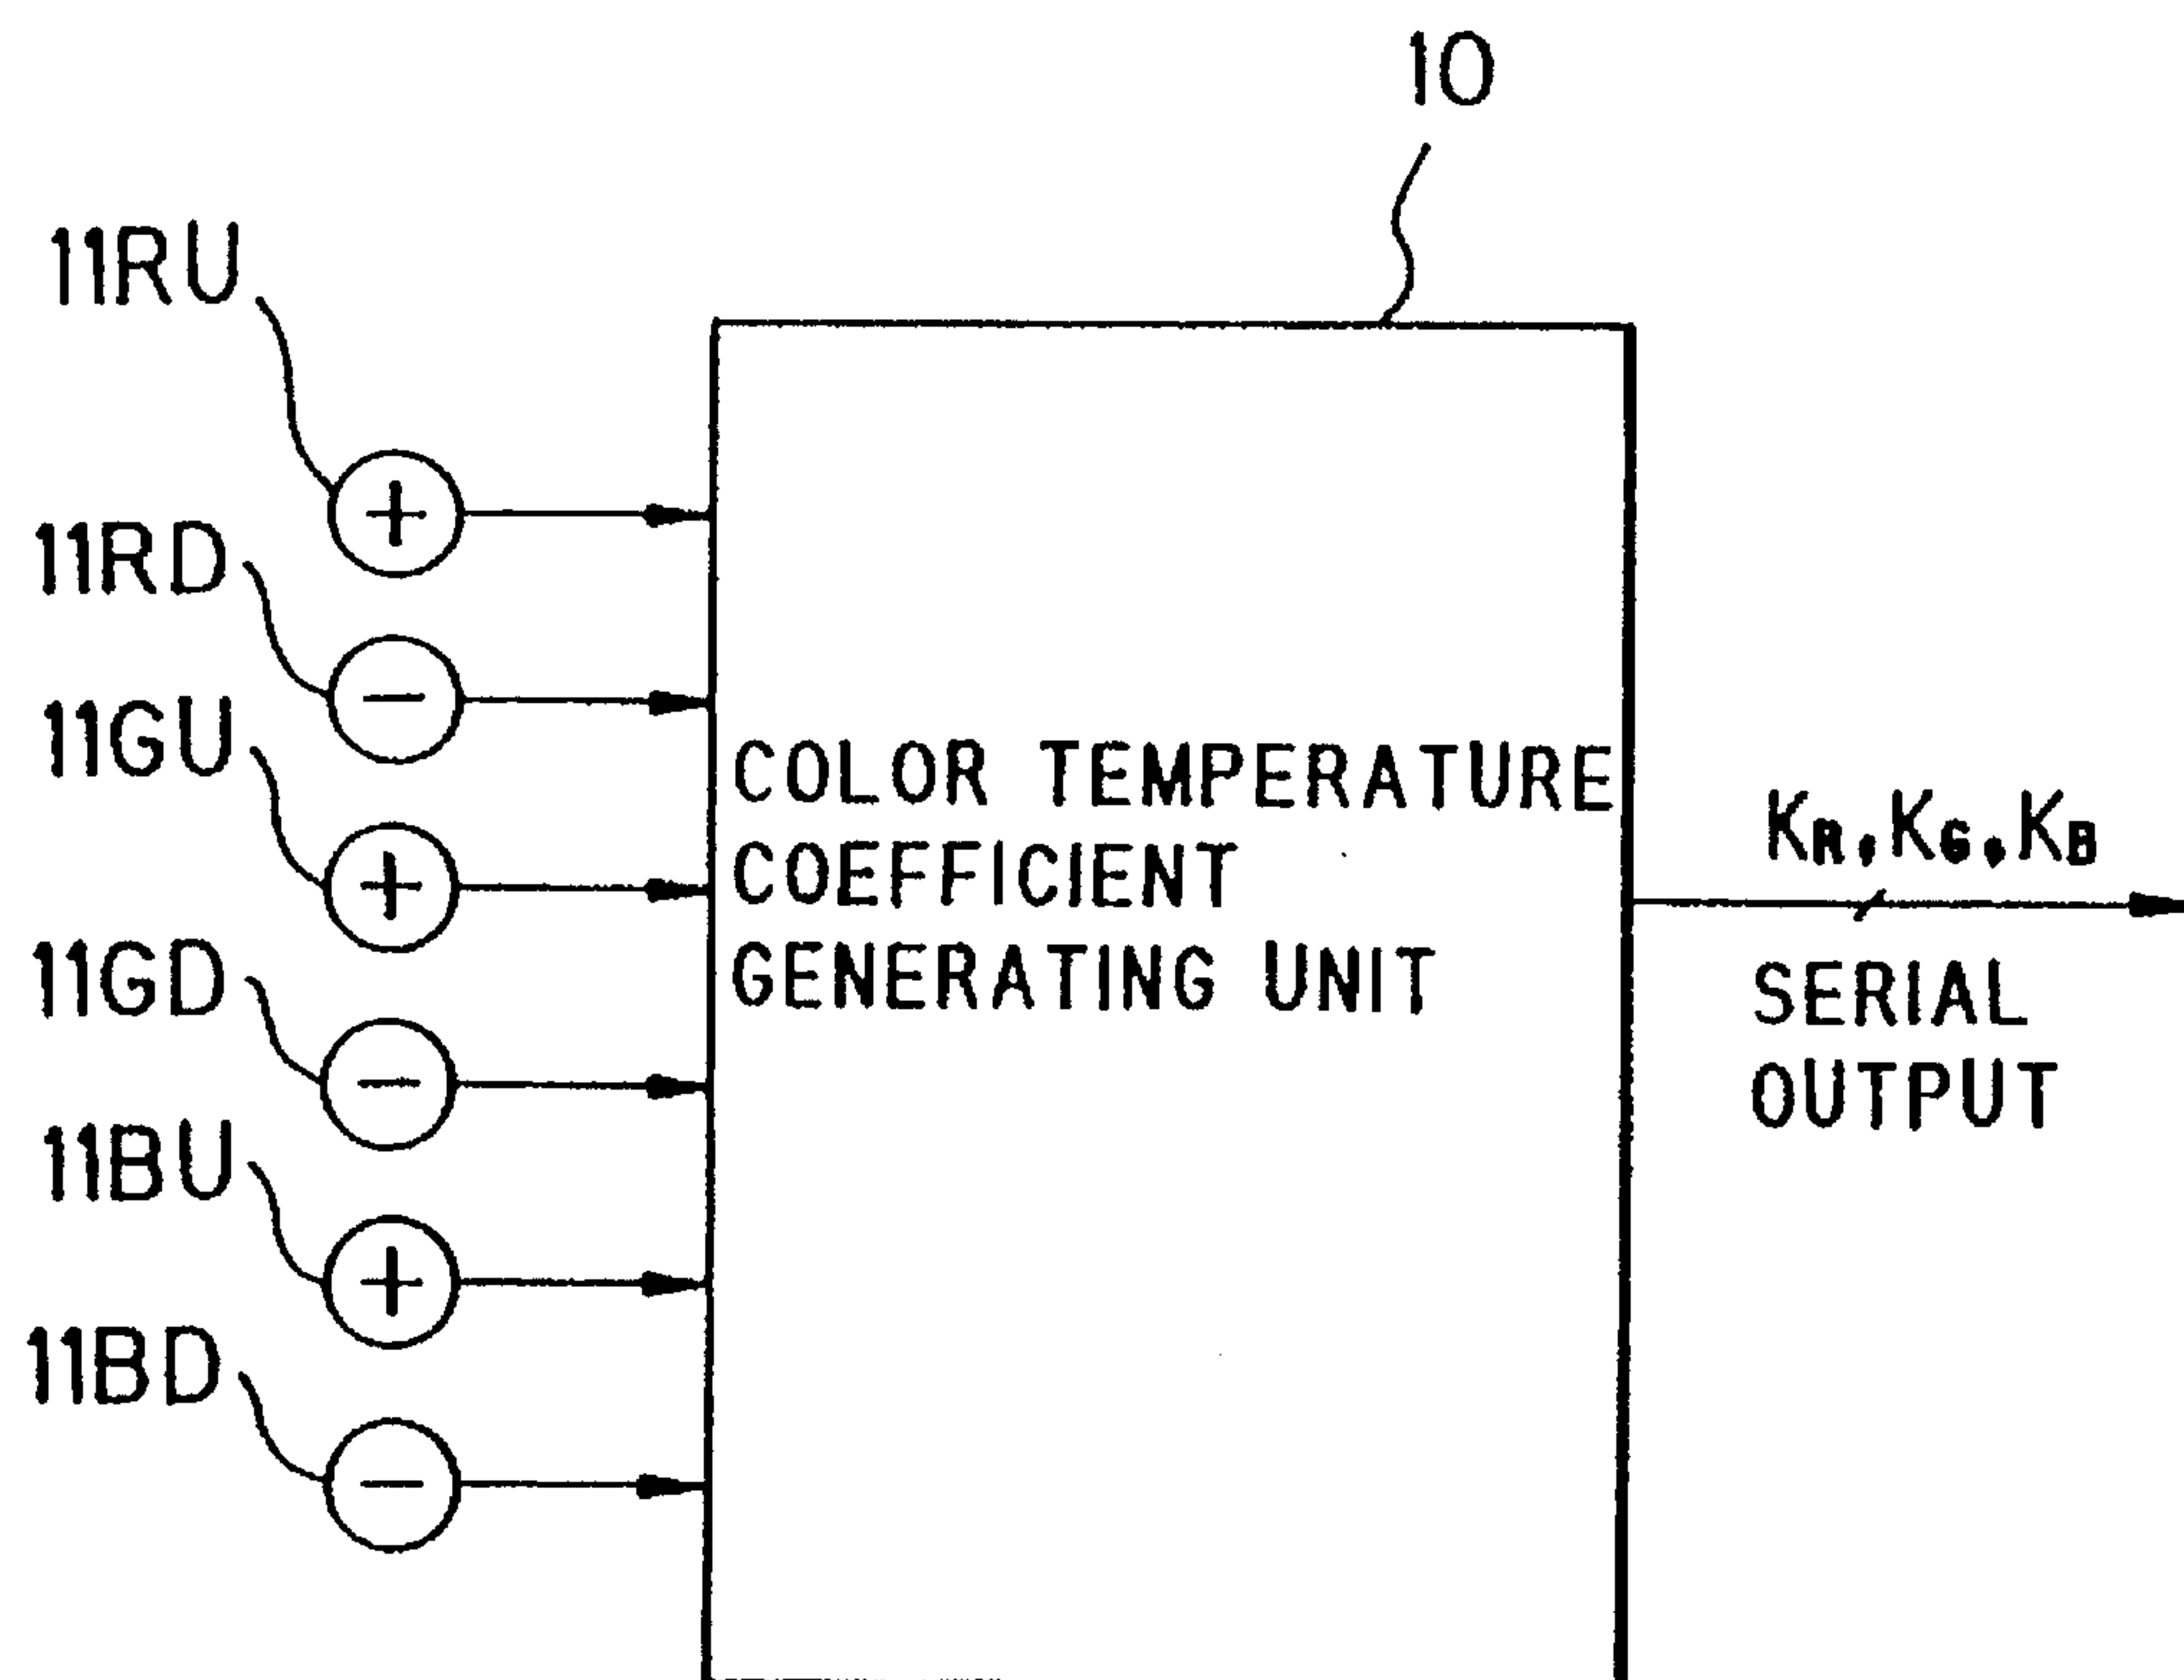 10
11RU
+
11RD
−
11GU
+
11GD
−
11BU
+
11BD
−
COLOR TEMPERATURE
COEFFICIENT
GENERATING UNIT
KR,KG,KB
SERIAL
OUTPUT